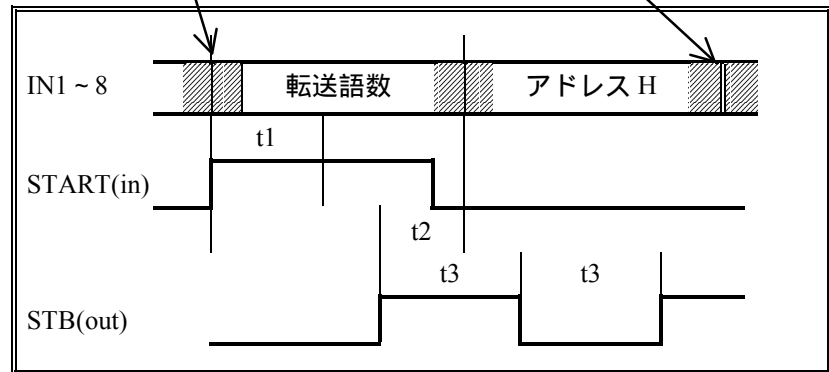 IN1 ~ 8 転送語数 アドレス H
t1
START(in)
t2
t3 t3
STB(out)